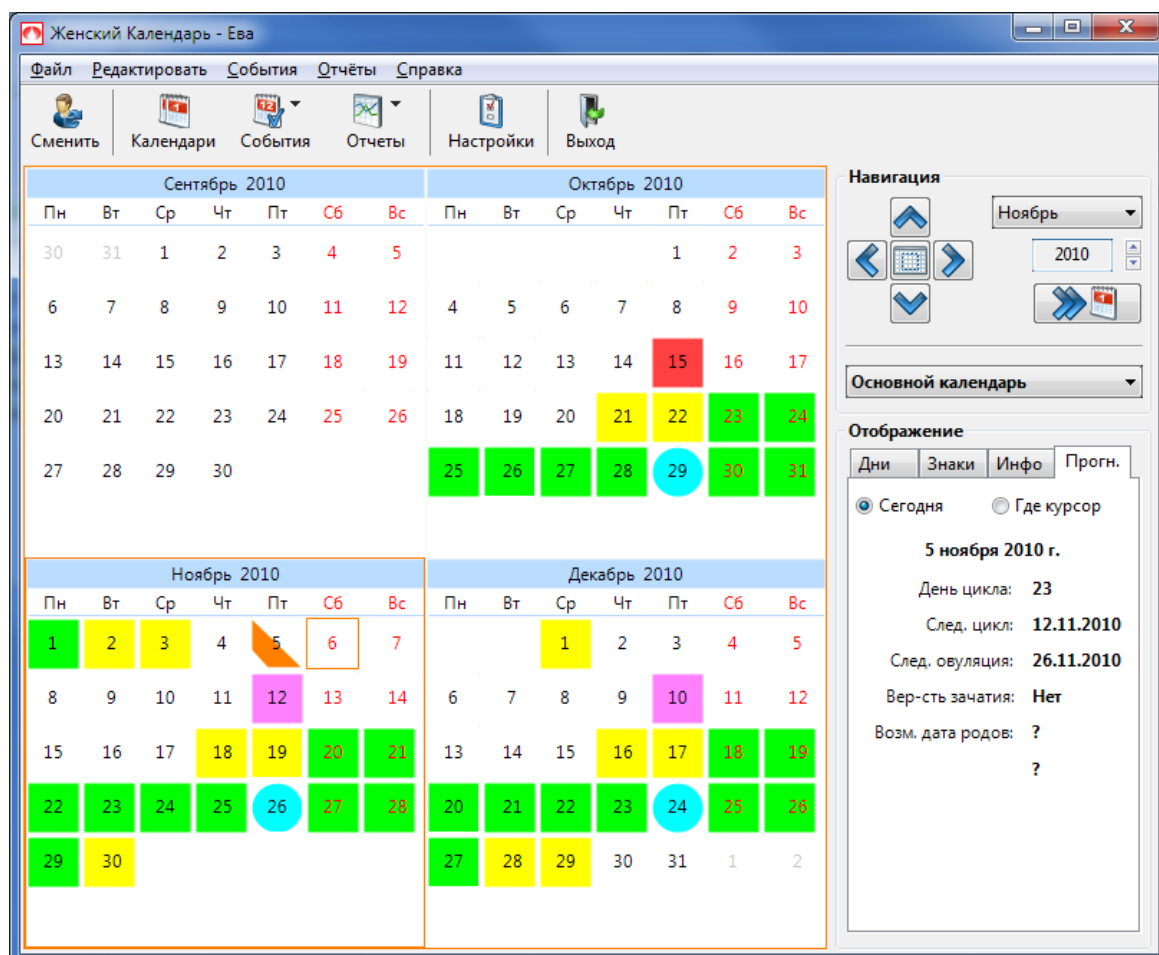 Женский Календарь - Ева
Файл Редактировать События Отчёты Справка
Сменить Календари События Отчеты Настройки Выход
Сентябрь 2010
Пн Вт Ср Чт Пт Сб Вс
30 31 1 2 3 4 5
6 7 8 9 10 11 12
13 14 15 16 17 18 19
20 21 22 23 24 25 26
27 28 29 30
Октябрь 2010
Пн Вт Ср Чт Пт Сб Вс
1 2 3
4 5 6 7 8 9 10
11 12 13 14 15 16 17
18 19 20 21 22 23 24
25 26 27 28 29 30 31
Ноябрь 2010
Пн Вт Ср Чт Пт Сб Вс
1 2 3 4 5 6 7
8 9 10 11 12 13 14
15 16 17 18 19 20 21
22 23 24 25 26 27 28
29 30
Декабрь 2010
Пн Вт Ср Чт Пт Сб Вс
1 2 3 4 5
6 7 8 9 10 11 12
13 14 15 16 17 18 19
20 21 22 23 24 25 26
27 28 29 30 31 1 2
Навигация
Ноябрь
2010
Основной календарь
Отображение
Дни Знаки Инфо Прогн.
Сегодня Где курсор
5 ноября 2010 г.
День цикла: 23
След. цикл: 12.11.2010
След. овуляция: 26.11.2010
Вер-сть зачатия: Нет
Возм. дата родов: ?
?